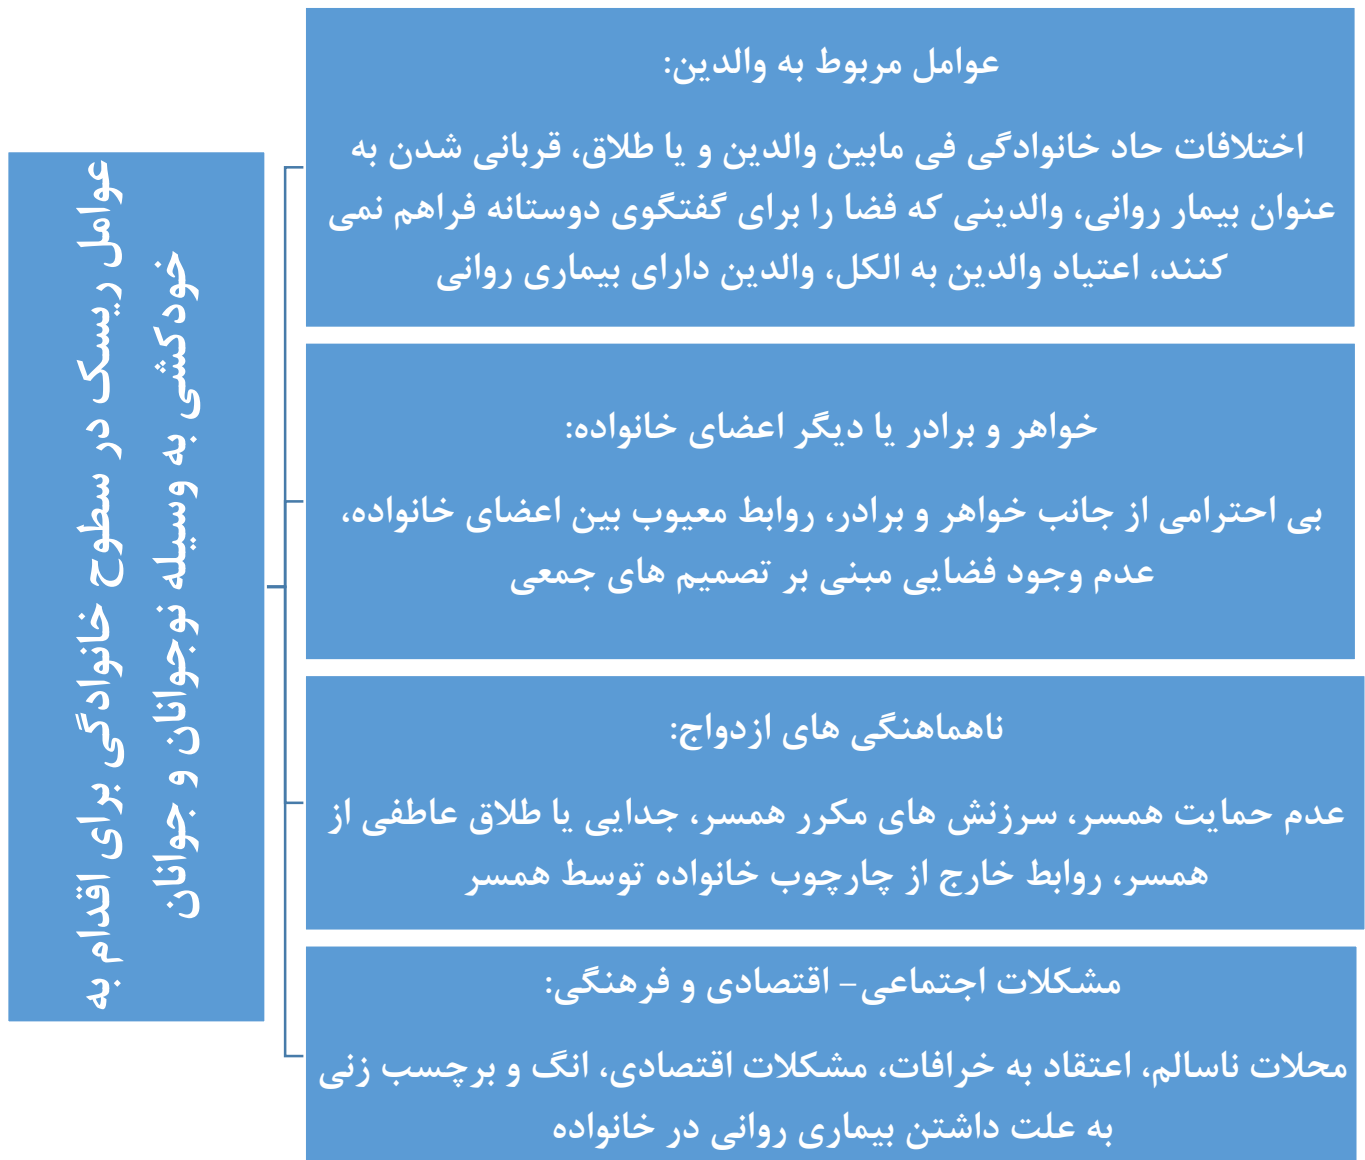 عوامل ریسک در سطوح خانوادگی برای اقدام به
خودکشی به وسیله نوجوانان و جوانان
عوامل مربوط به والدین:
اختلافات حاد خانوادگی فی مابین والدین و یا طلاق، قربانی شدن به
عنوان بیمار روانی، والدینی که فضا را برای گفتگوی دوستانه فراهم نمی
کنند، اعتیاد والدین به الکل، والدین دارای بیماری روانی
خواهر و برادر یا دیگر اعضای خانواده:
بی احترامی از جانب خواهر و برادر، روابط معیوب بین اعضای خانواده،
عدم وجود فضایی مبنی بر تصمیم های جمعی
ناهماهنگی های ازدواج:
عدم حمایت همسر، سرزنش های مکرر همسر، جدایی یا طلاق عاطفی از
همسر، روابط خارج از چارچوب خانواده توسط همسر
مشکلات اجتماعی- اقتصادی و فرهنگی:
محلات ناسالم، اعتقاد به خرافات، مشکلات اقتصادی، انگ و برچسب زنی
به علت داشتن بیماری روانی در خانواده